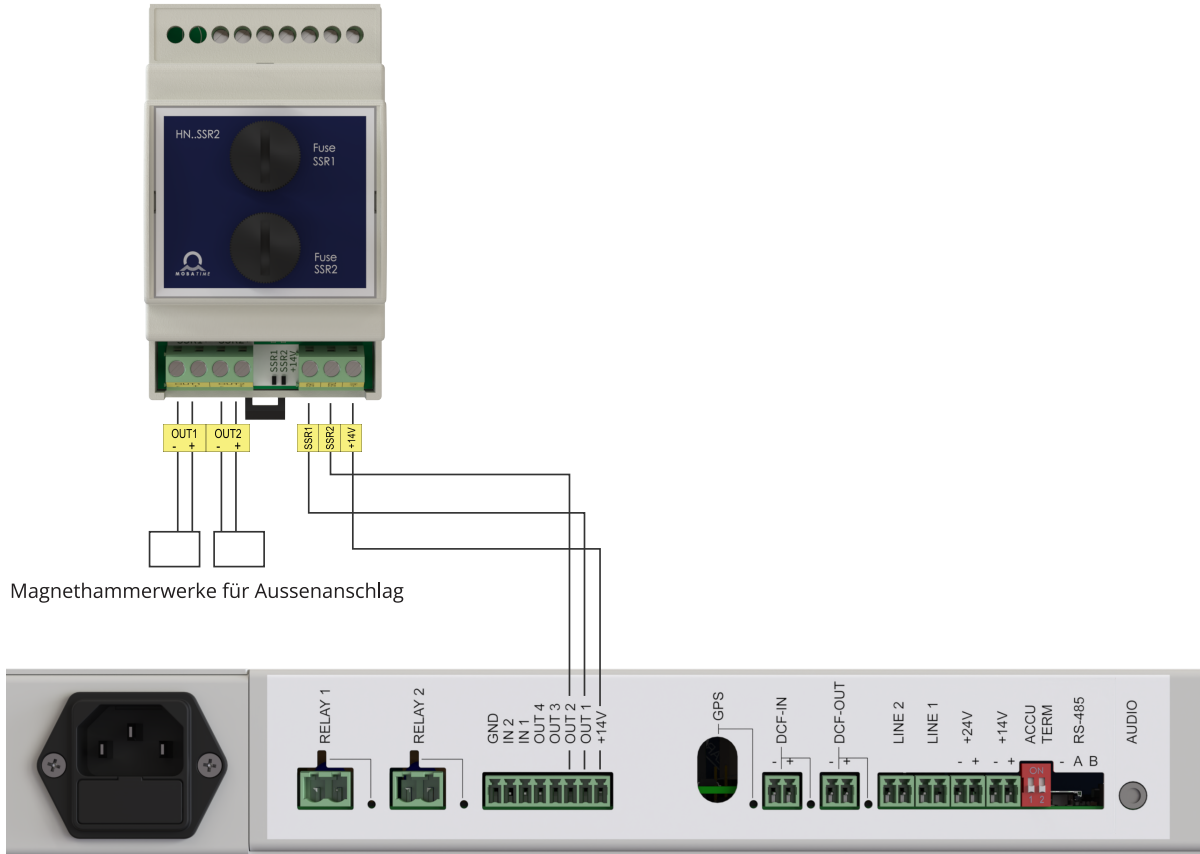 HN..SSR2
Fuse
SSR1
Fuse
SSR2
MOBATIME
SSR1
SSR2
+14V
OUT1
- +
OUT2
- +
SSR1
SSR2
+14V
Magnethammerwerke für Aussenanschlag
RELAY 1
RELAY 2
GND
IN 2
IN 1
OUT 4
OUT 3
OUT 2
OUT 1
+14V
GPS
DCF-IN
- +
DCF-OUT
- +
LINE 2
LINE 1
+24V
- +
+14V
- +
ACCU
TERM
ON
1 2
RS-485
- A B
AUDIO